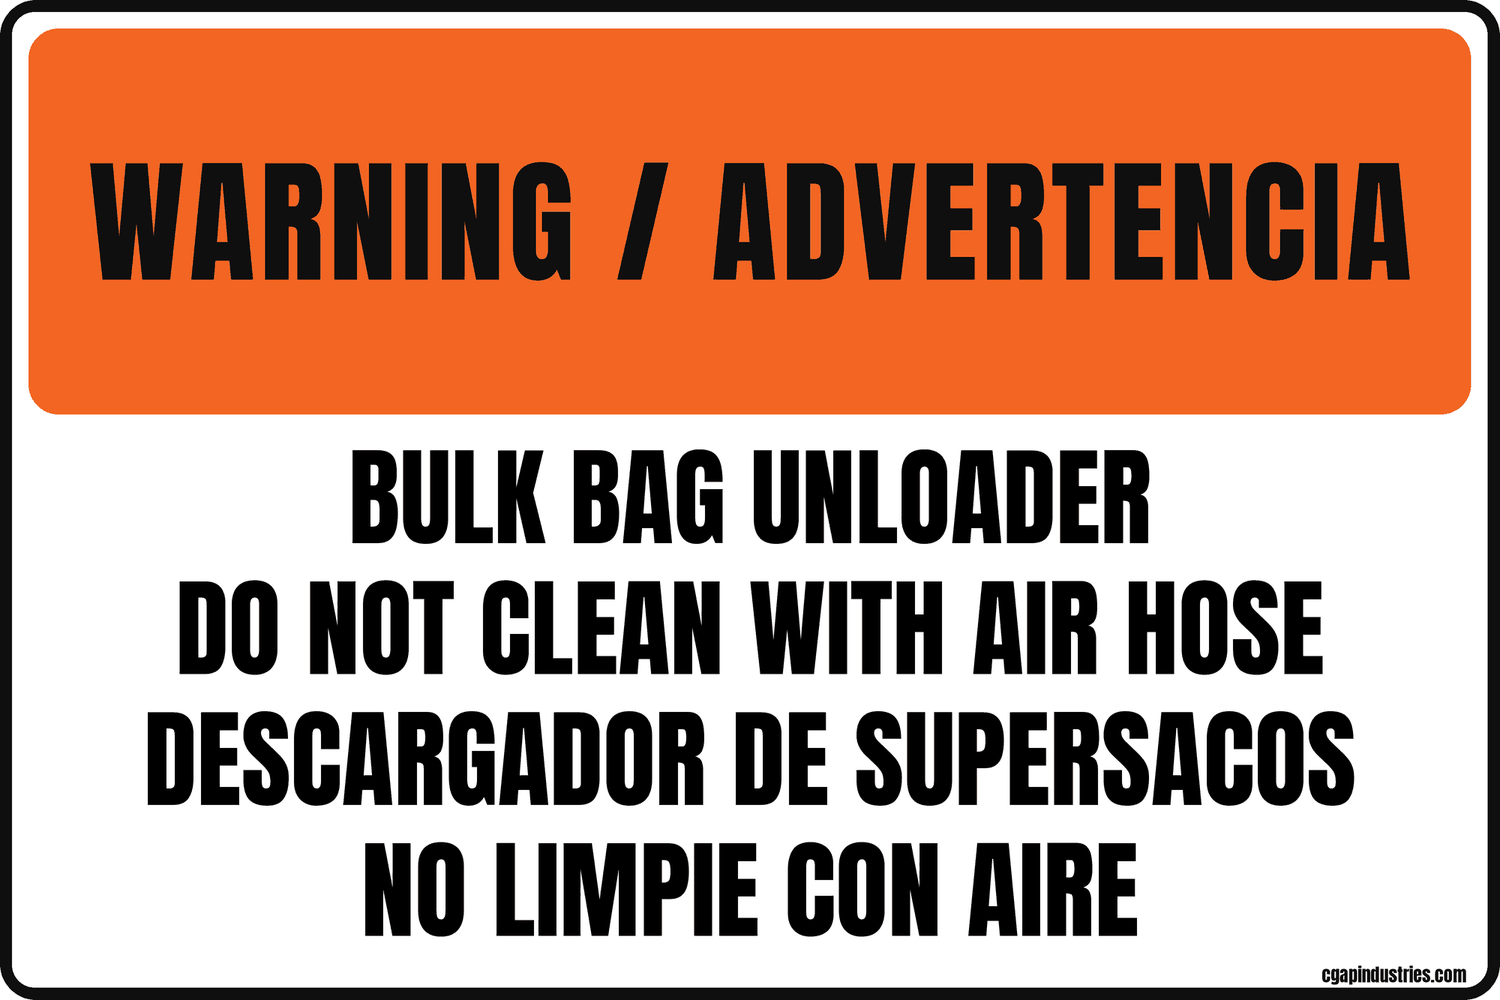 WARNING / ADVERTENCIA
BULK BAG UNLOADER
DO NOT CLEAN WITH AIR HOSE
DESCARGADOR DE SUPERSACOS
NO LIMPIE CON AIRE
cgapindustries.com